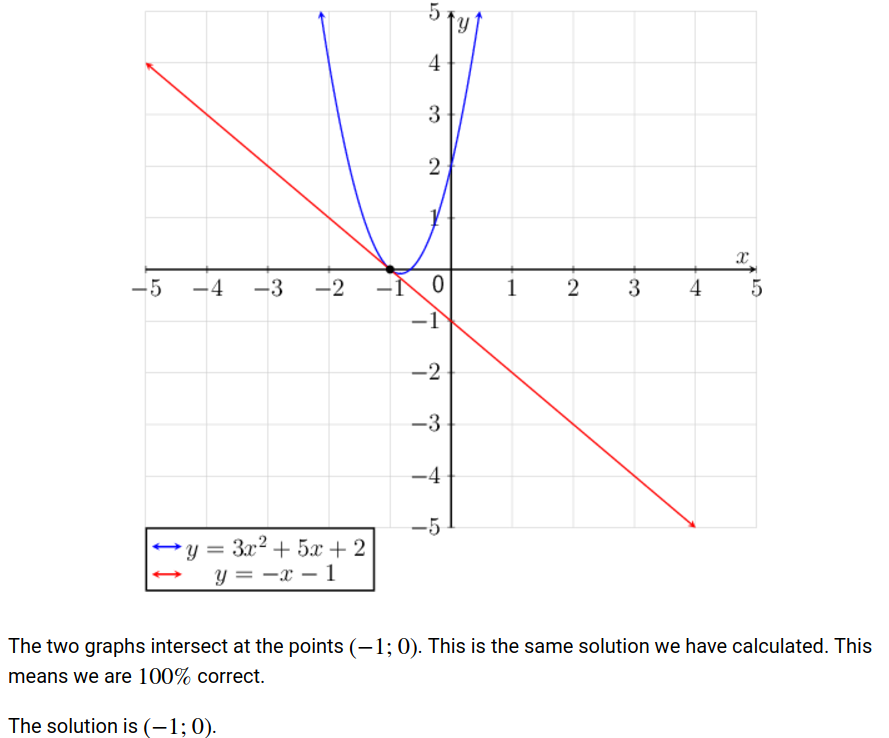 5
y
4
3
2
1
x
−5 −4 −3 −2 −1 0 1 2 3 4 5
−1
−2
−3
−4
−5
y = 3x² + 5x + 2
y = −x − 1
The two graphs intersect at the points (−1; 0). This is the same solution we have calculated. This
means we are 100% correct.
The solution is (−1; 0).